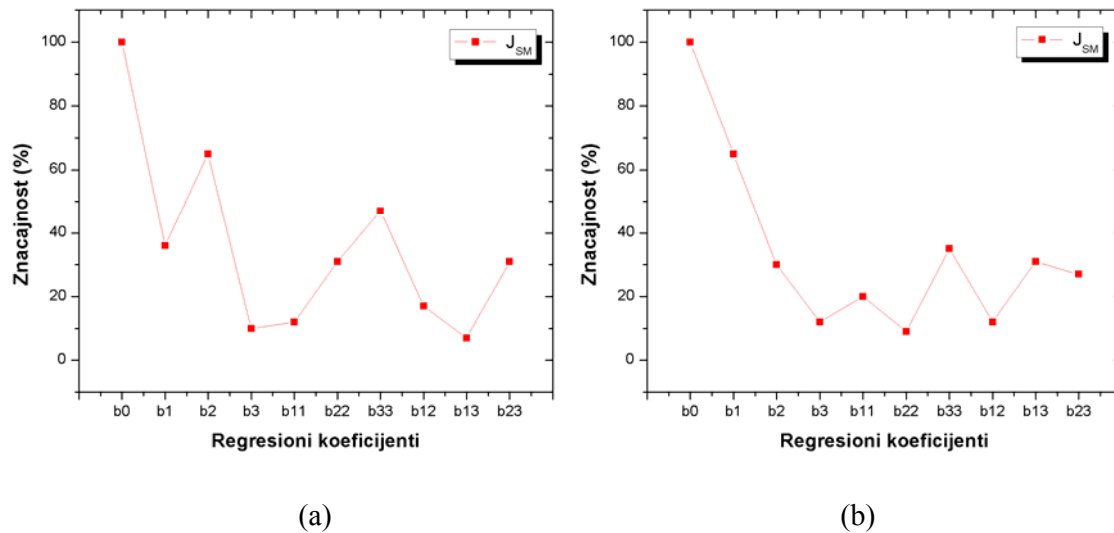 J_SM
100
80
60
40
20
0
Znacajnost (%)
b0 b1 b2 b3 b11 b22 b33 b12 b13 b23
Regresioni koeficijenti
(a)
J_SM
100
80
60
40
20
0
Znacajnost (%)
b0 b1 b2 b3 b11 b22 b33 b12 b13 b23
Regresioni koeficijenti
(b)